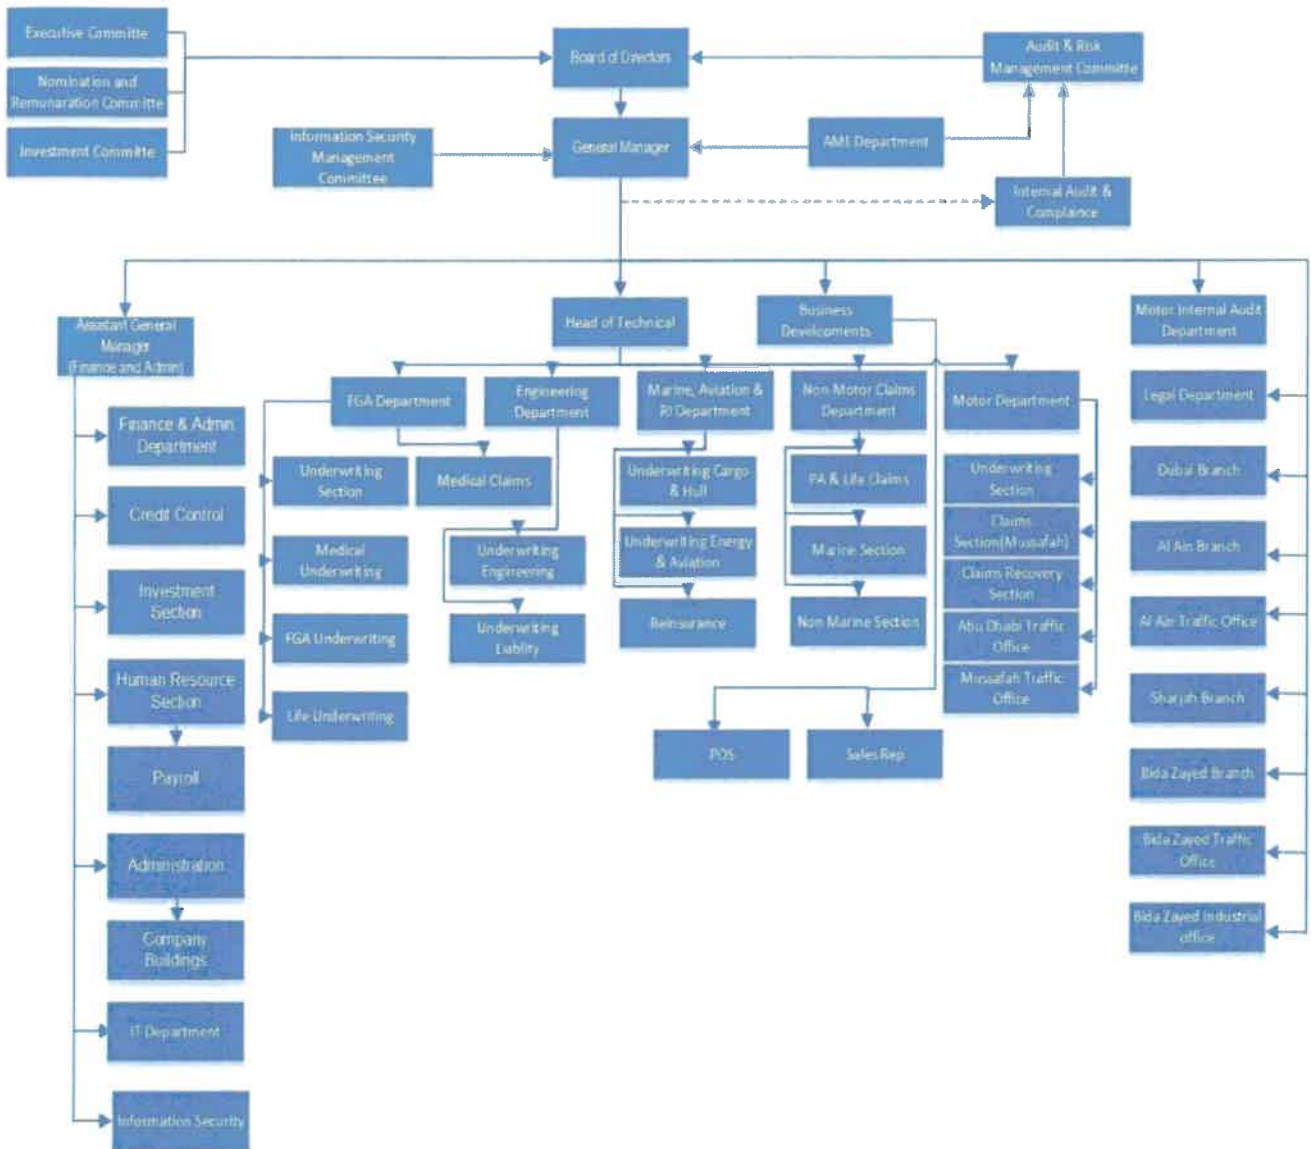 Executive Committe
Nomination and
Remunaration Committe
Investment Committe
Board of Directors
Audit & Risk
Management Committe
Information Security
Management
Committee
General Manager
AML Department
Internal Audit &
Complaince
Assistant General
Manager
(Finance and Admin)
Head of Technical
Business
Developments
Motor Internal Audit
Department
Finance & Admin
Department
Credit Control
Investment
Section
Human Resource
Section
Payroll
Administration
Company
Buildings
IT Department
Information Security
FGA Department
Underwriting
Section
Medical
Underwriting
FGA Underwriting
Life Underwriting
Medical Claims
Engineering
Department
Underwriting
Engineering
Underwriting
Liablity
Marine, Aviation &
RI Department
Underwriting Cargo
& Hull
Underwriting Energy
& Aviation
Reinsurance
Non Motor Claims
Department
PA & Life Claims
Marine Section
Non Marine Section
Motor Department
Underwriting
Section
Claims
Section(Mussafah)
Claims Recovery
Section
Abu Dhabi Traffic
Office
Mussafah Traffic
Office
POS
Sales Rep
Legal Department
Dubai Branch
Al Ain Branch
Al Ain Traffic Office
Sharjah Branch
Bida Zayed Branch
Bida Zayed Traffic
Office
Bida Zayed Industrial
office